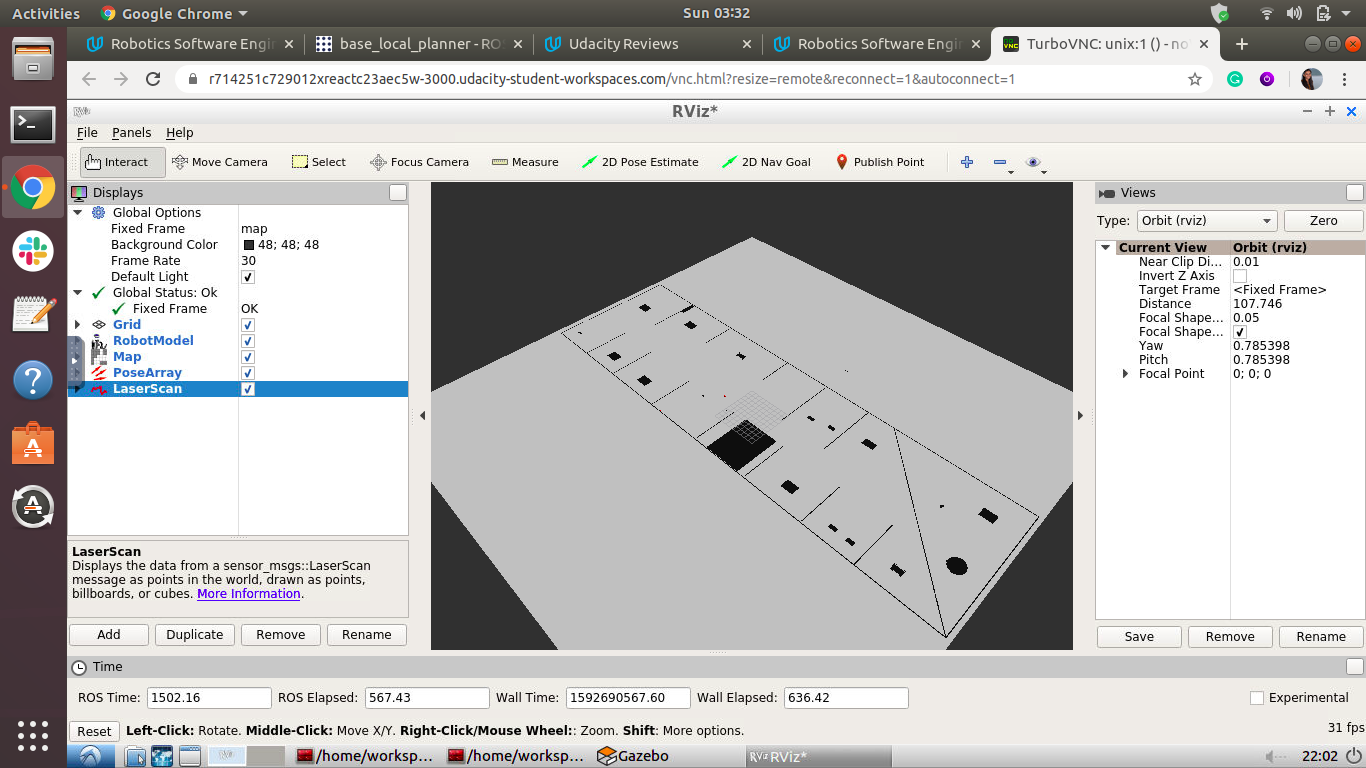 Activities Google Chrome Sun 03:32
Robotics Software Engin
base_local_planner - RO
Udacity Reviews
Robotics Software Engin
TurboVNC: unix:1 () - no
r714251c729012xreactc23aec5w-3000.udacity-student-workspaces.com/vnc.html?resize=remote&reconnect=1&autoconnect=1
RViz*
File Panels Help
Interact Move Camera Select Focus Camera Measure 2D Pose Estimate 2D Nav Goal Publish Point
Displays
Global Options
Fixed Frame map
Background Color 48; 48; 48
Frame Rate 30
Default Light
Global Status: Ok
Fixed Frame OK
Grid
RobotModel
Map
PoseArray
LaserScan
LaserScan
Displays the data from a sensor_msgs::LaserScan
message as points in the world, drawn as points,
billboards, or cubes. More Information.
Add Duplicate Remove Rename
Views
Type: Orbit (rviz) Zero
Current View Orbit (rviz)
Near Clip Di... 0.01
Invert Z Axis
Target Frame <Fixed Frame>
Distance 107.746
Focal Shape... 0.05
Focal Shape...
Yaw 0.785398
Pitch 0.785398
Focal Point 0; 0; 0
Save Remove Rename
Time
ROS Time: 1502.16 ROS Elapsed: 567.43 Wall Time: 1592690567.60 Wall Elapsed: 636.42 Experimental
Reset Left-Click: Rotate. Middle-Click: Move X/Y. Right-Click/Mouse Wheel:: Zoom. Shift: More options. 31 fps
/home/worksp... /home/worksp... Gazebo RViz* 22:02